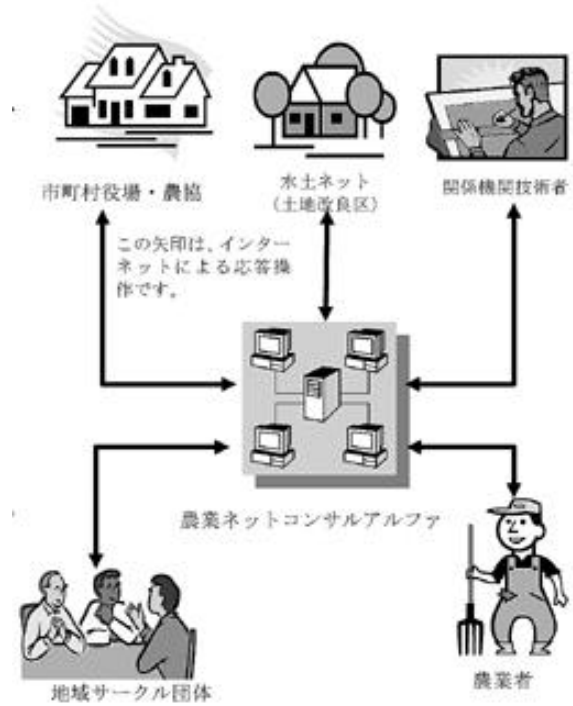 市町村役場・農協
水土ネット
（土地改良区）
関係機関技術者
この矢印は、インター
ネットによる応答操
作です。
農業ネットコンサルアルファ
地域サークル団体
農業者